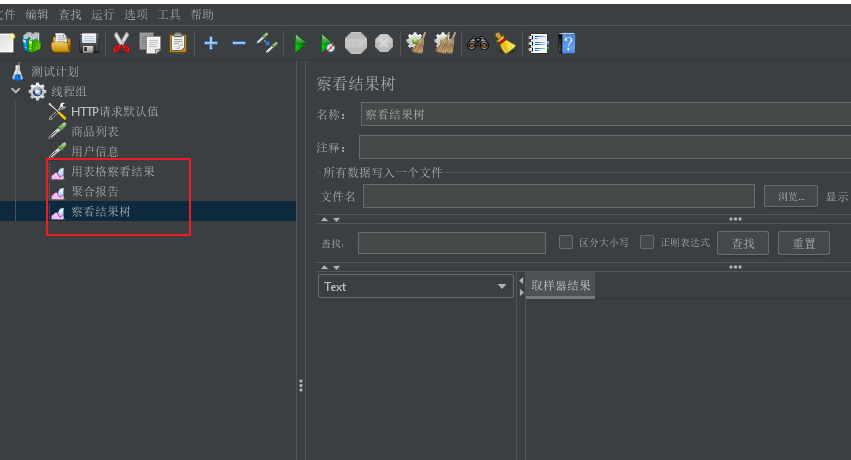 文件 编辑 查找 运行 选项 工具 帮助
STOP
测试计划
线程组
HTTP请求默认值
商品列表
用户信息
用表格察看结果
聚合报告
察看结果树
察看结果树
名称： 察看结果树
注释：
所有数据写入一个文件
文件名 浏览... 显示
查找: 区分大小写 正则表达式 查找 重置
Text 取样器结果